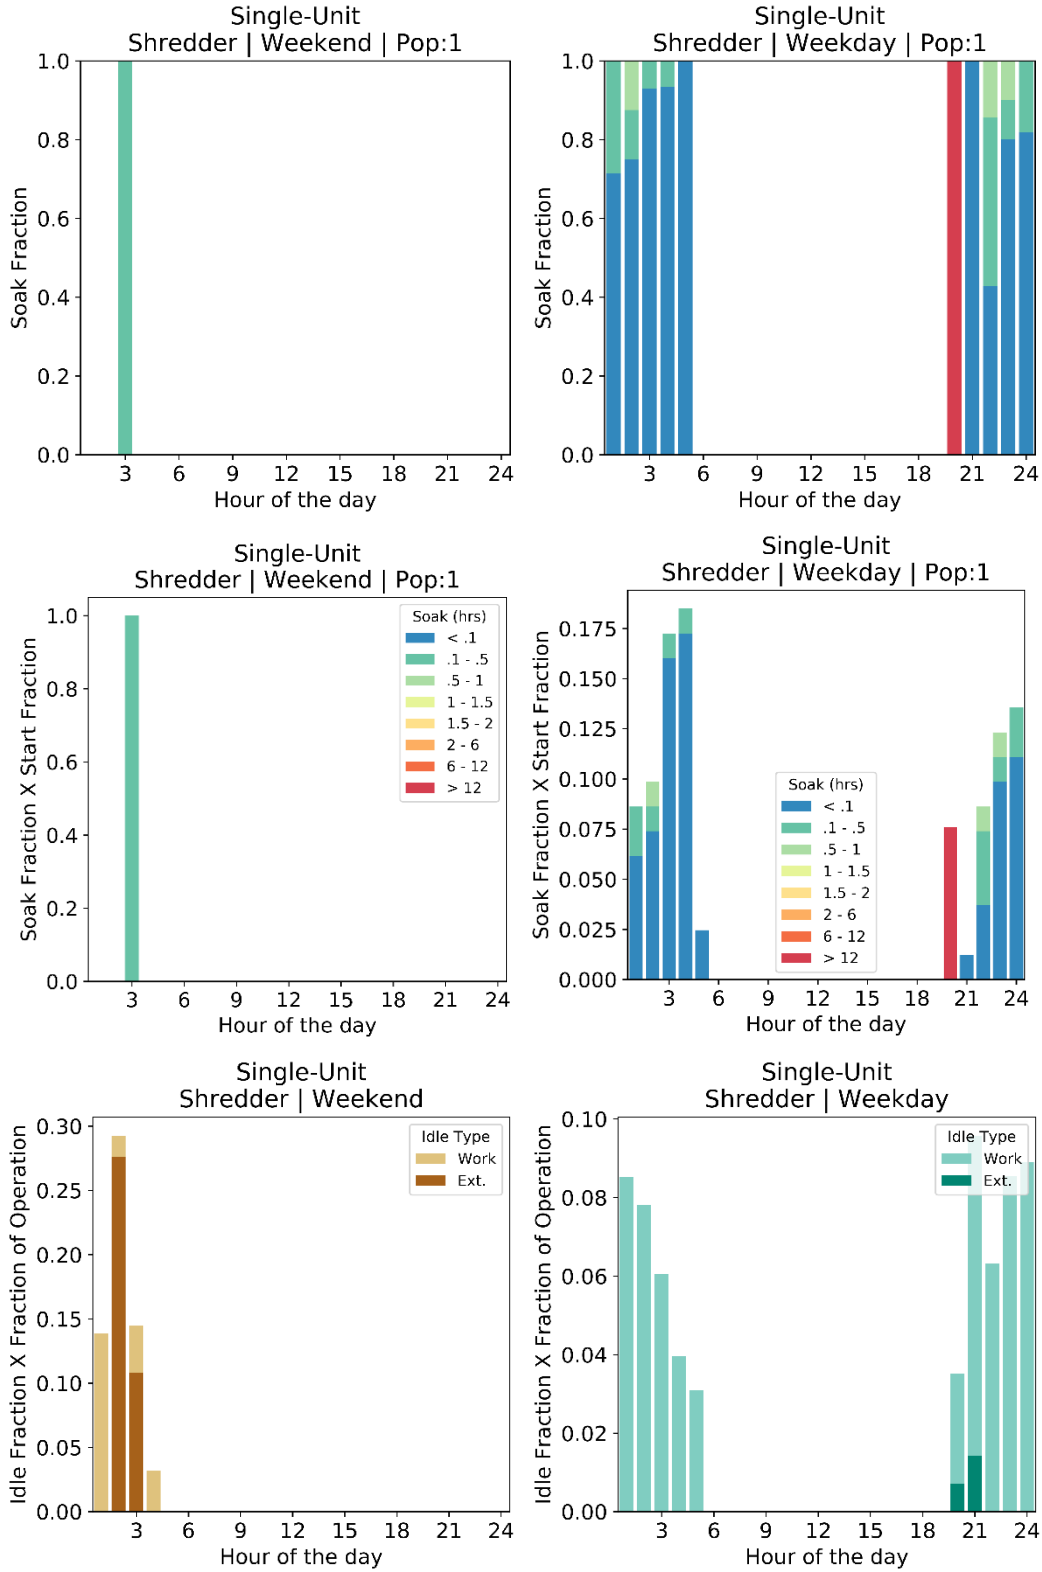 Single-Unit
Shredder | Weekend | Pop:1
1.0
0.8
0.6
0.4
0.2
0.0
Soak Fraction
3 6 9 12 15 18 21 24
Hour of the day
Single-Unit
Shredder | Weekday | Pop:1
1.0
0.8
0.6
0.4
0.2
0.0
Soak Fraction
3 6 9 12 15 18 21 24
Hour of the day
Single-Unit
Shredder | Weekend | Pop:1
1.0
0.8
0.6
0.4
0.2
0.0
Soak Fraction X Start Fraction
Soak (hrs)
< .1
.1 - .5
.5 - 1
1 - 1.5
1.5 - 2
2 - 6
6 - 12
> 12
3 6 9 12 15 18 21 24
Hour of the day
Single-Unit
Shredder | Weekday | Pop:1
0.175
0.150
0.125
0.100
0.075
0.050
0.025
0.000
Soak Fraction X Start Fraction
Soak (hrs)
< .1
.1 - .5
.5 - 1
1 - 1.5
1.5 - 2
2 - 6
6 - 12
> 12
3 6 9 12 15 18 21 24
Hour of the day
Single-Unit
Shredder | Weekend
0.30
0.25
0.20
0.15
0.10
0.05
0.00
Idle Fraction X Fraction of Operation
Idle Type
Work
Ext.
3 6 9 12 15 18 21 24
Hour of the day
Single-Unit
Shredder | Weekday
0.10
0.08
0.06
0.04
0.02
0.00
Idle Fraction X Fraction of Operation
Idle Type
Work
Ext.
3 6 9 12 15 18 21 24
Hour of the day